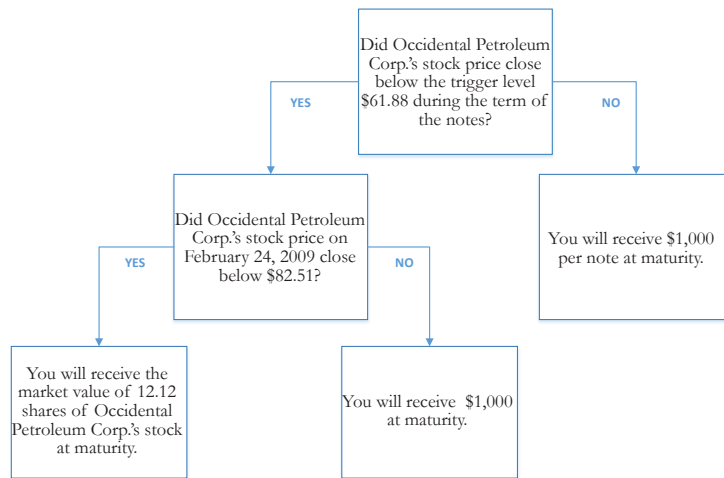 Did Occidental Petroleum
Corp.'s stock price close
below the trigger level
$61.88 during the term of
the notes?
YES
NO
Did Occidental Petroleum
Corp.'s stock price on
February 24, 2009 close
below $82.51?
You will receive $1,000
per note at maturity.
YES
NO
You will receive the
market value of 12.12
shares of Occidental
Petroleum Corp.'s stock
at maturity.
You will receive $1,000
at maturity.